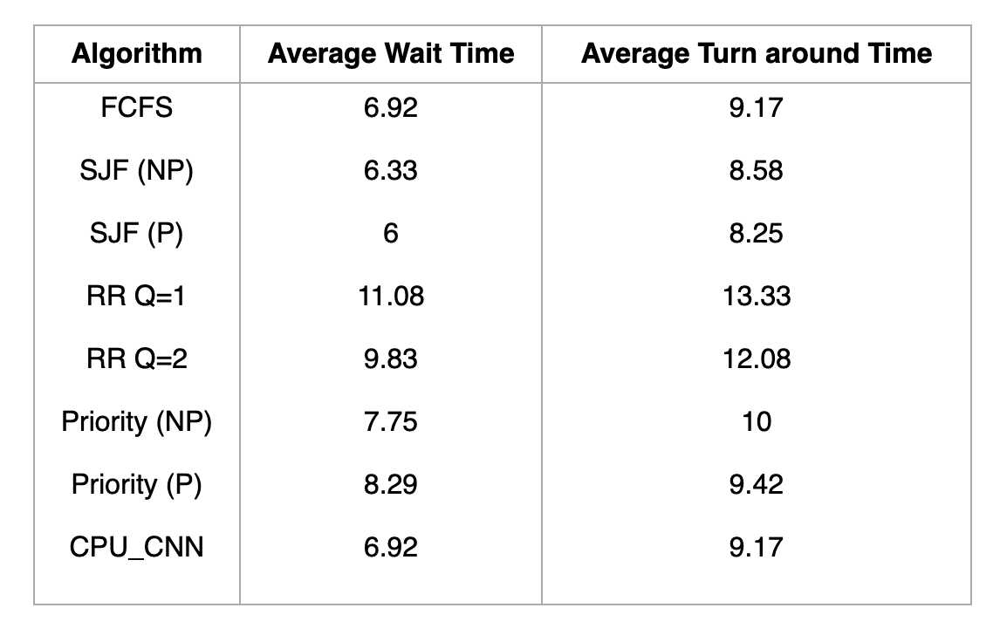 Algorithm Average Wait Time Average Turn around Time
FCFS 6.92 9.17
SJF (NP) 6.33 8.58
SJF (P) 6 8.25
RR Q=1 11.08 13.33
RR Q=2 9.83 12.08
Priority (NP) 7.75 10
Priority (P) 8.29 9.42
CPU_CNN 6.92 9.17